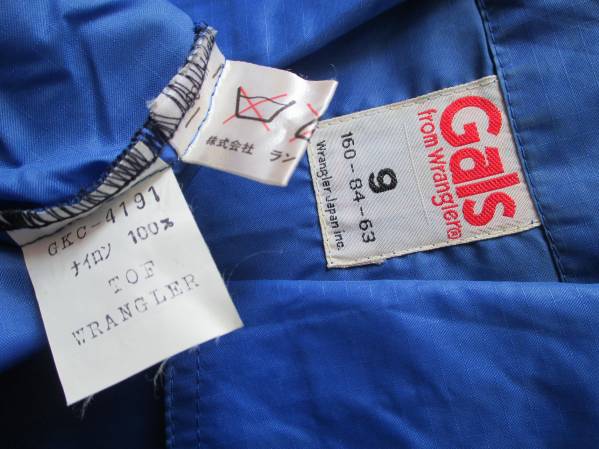 株式会社 ラン
GKC-4191
ナイロン 100%
TOF
WRANGLER
Gals
from Wrangler®
9
160-84-63
Wrangler Japan inc.